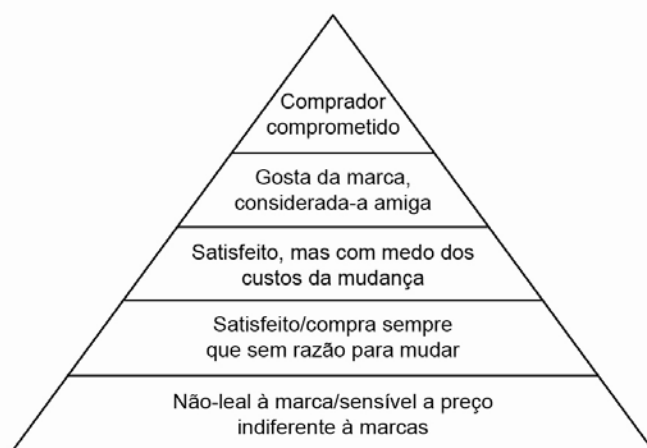 Comprador
comprometido
Gosta da marca,
considerada-a amiga
Satisfeito, mas com medo dos
custos da mudança
Satisfeito/compra sempre
que sem razão para mudar
Não-leal à marca/sensível a preço
indiferente à marcas